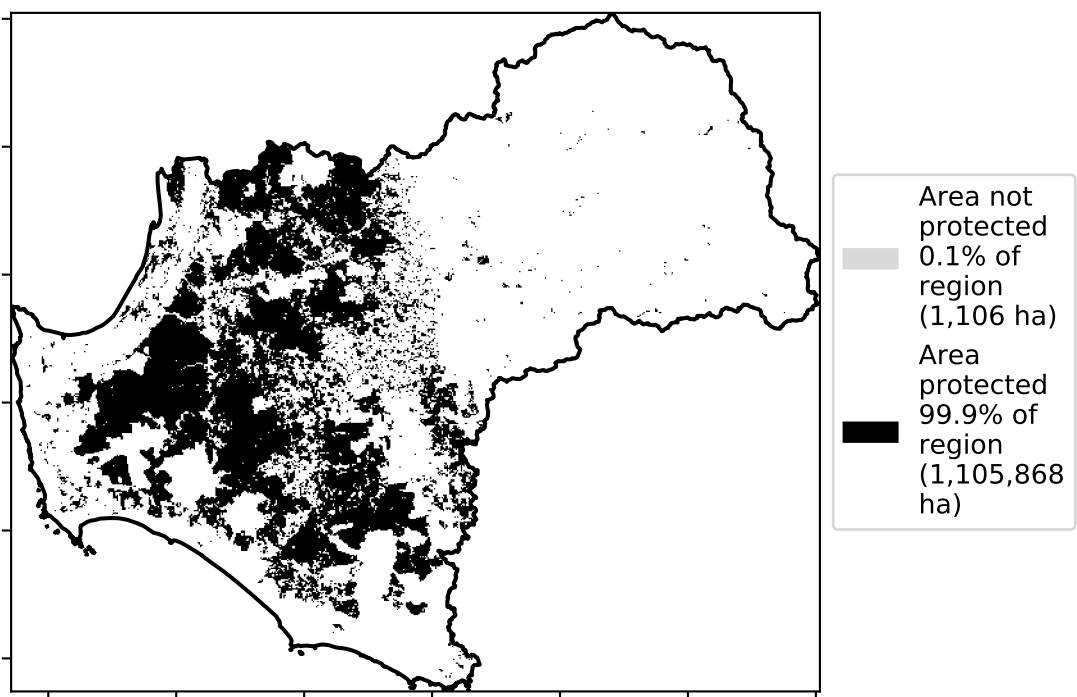 Area not
protected
0.1% of
region
(1,106 ha)
Area
protected
99.9% of
region
(1,105,868
ha)